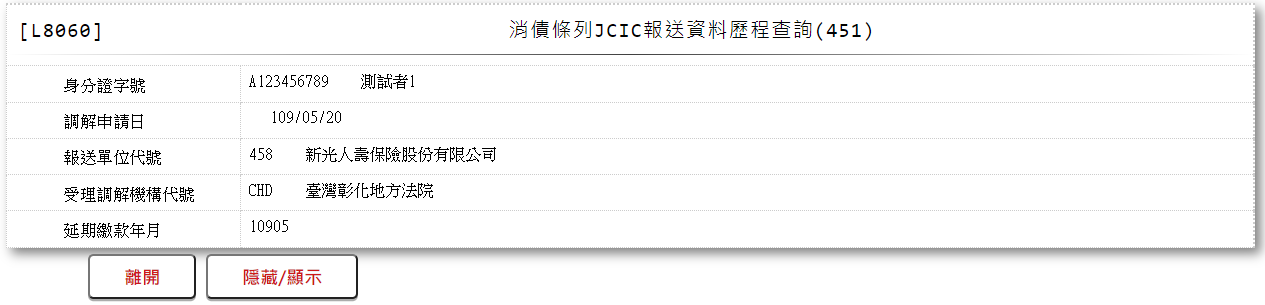 [L8060] 消債條列JCIC報送資料歷程查詢(451)
身分證字號 A123456789 測試者1
調解申請日 109/05/20
報送單位代號 458 新光人壽保險股份有限公司
受理調解機構代號 CHD 臺灣彰化地方法院
延期繳款年月 10905
離開 隱藏/顯示